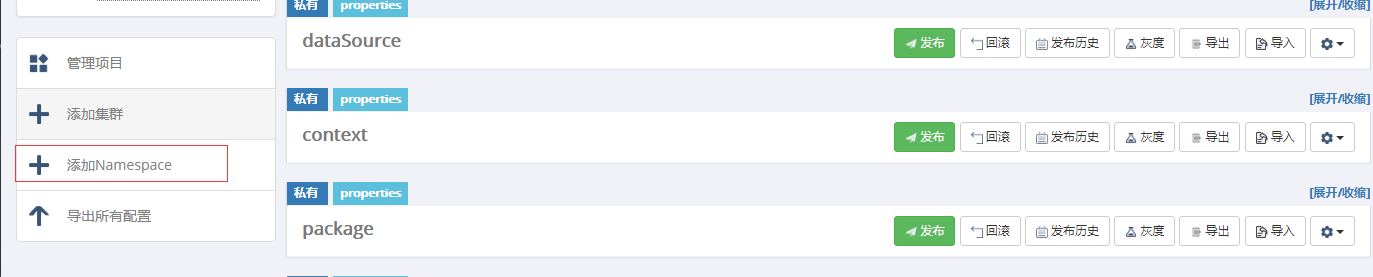 私有 properties [展开/收缩]
dataSource 发布 回滚 发布历史 灰度 导出 导入
管理项目
私有 properties [展开/收缩]
添加集群
context 发布 回滚 发布历史 灰度 导出 导入
添加Namespace
私有 properties [展开/收缩]
导出所有配置
package 发布 回滚 发布历史 灰度 导出 导入